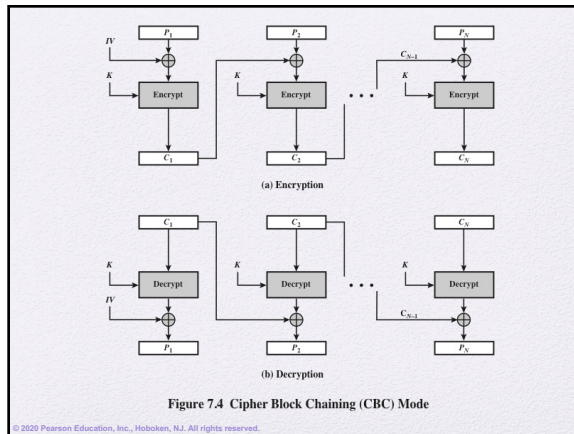 P1 P2 PN
IV
CN–1
K K K
Encrypt Encrypt Encrypt
• • •
C1 C2 CN
(a) Encryption
C1 C2 CN
K K K
Decrypt Decrypt Decrypt
• • •
IV
CN–1
P1 P2 PN
(b) Decryption
Figure 7.4 Cipher Block Chaining (CBC) Mode
© 2020 Pearson Education, Inc., Hoboken, NJ. All rights reserved.